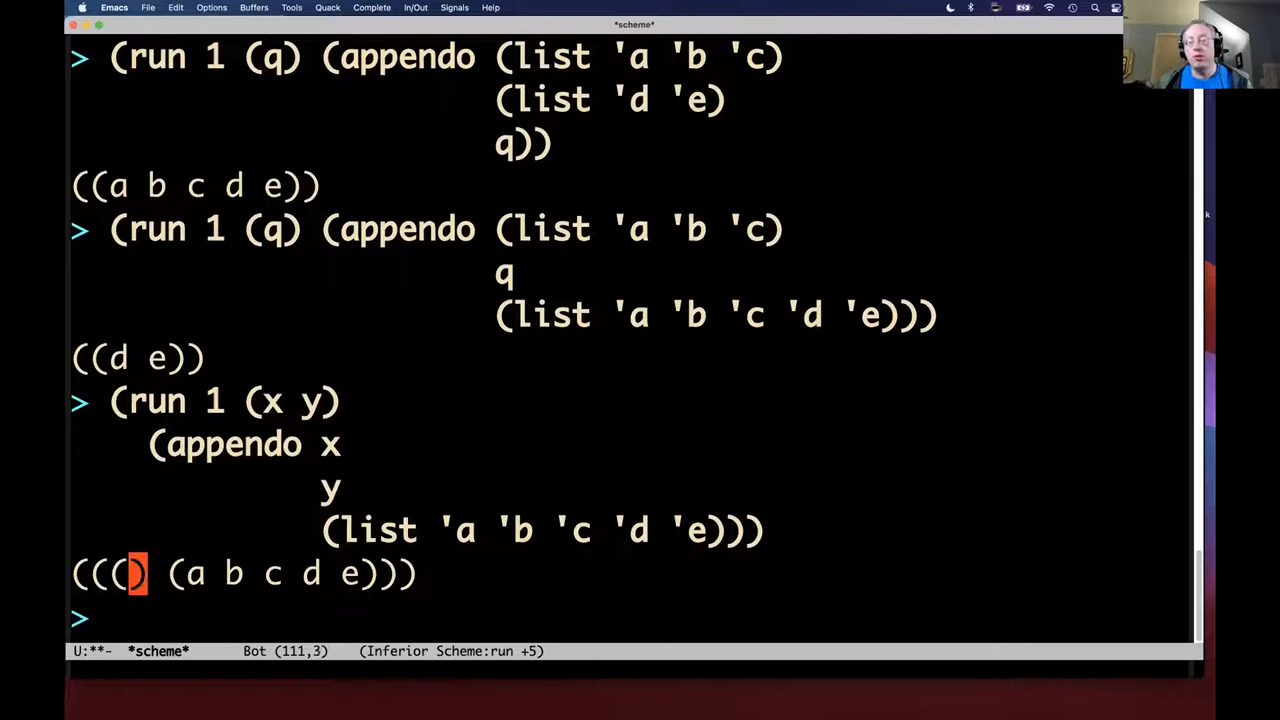 Emacs File Edit Options Buffers Tools Quack Complete In/Out Signals Help
*scheme*
> (run 1 (q) (appendo (list 'a 'b 'c)
(list 'd 'e)
q))
((a b c d e))
> (run 1 (q) (appendo (list 'a 'b 'c)
q
(list 'a 'b 'c 'd 'e)))
((d e))
> (run 1 (x y)
(appendo x
y
(list 'a 'b 'c 'd 'e)))
((() (a b c d e)))
>
U:**- *scheme* Bot (111,3) (Inferior Scheme:run +5)